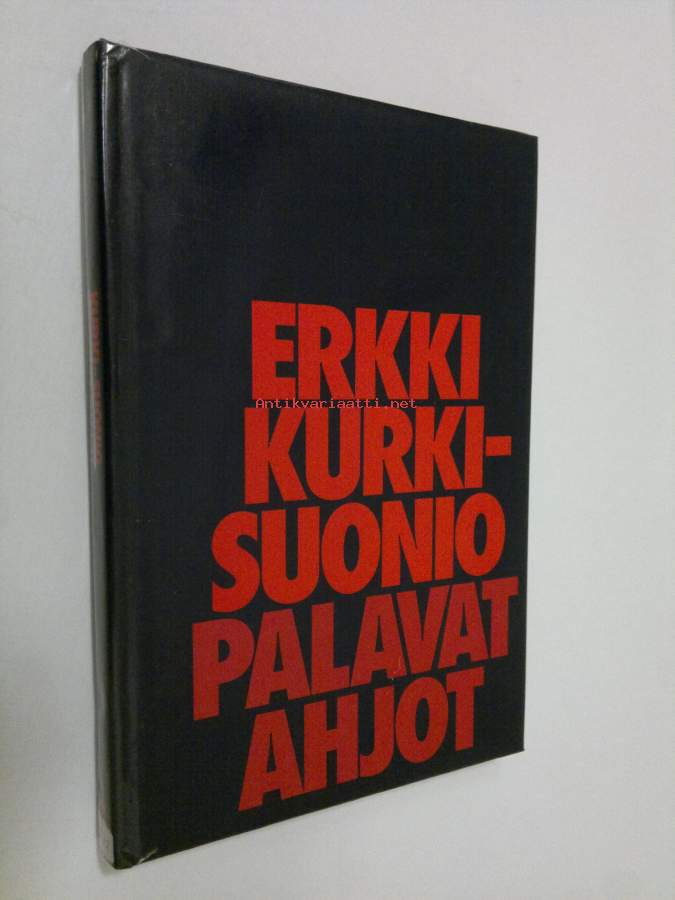 ERKKI
Antikvariaatti.net
KURKI-
SUONIO
PALAVAT
AHJOT